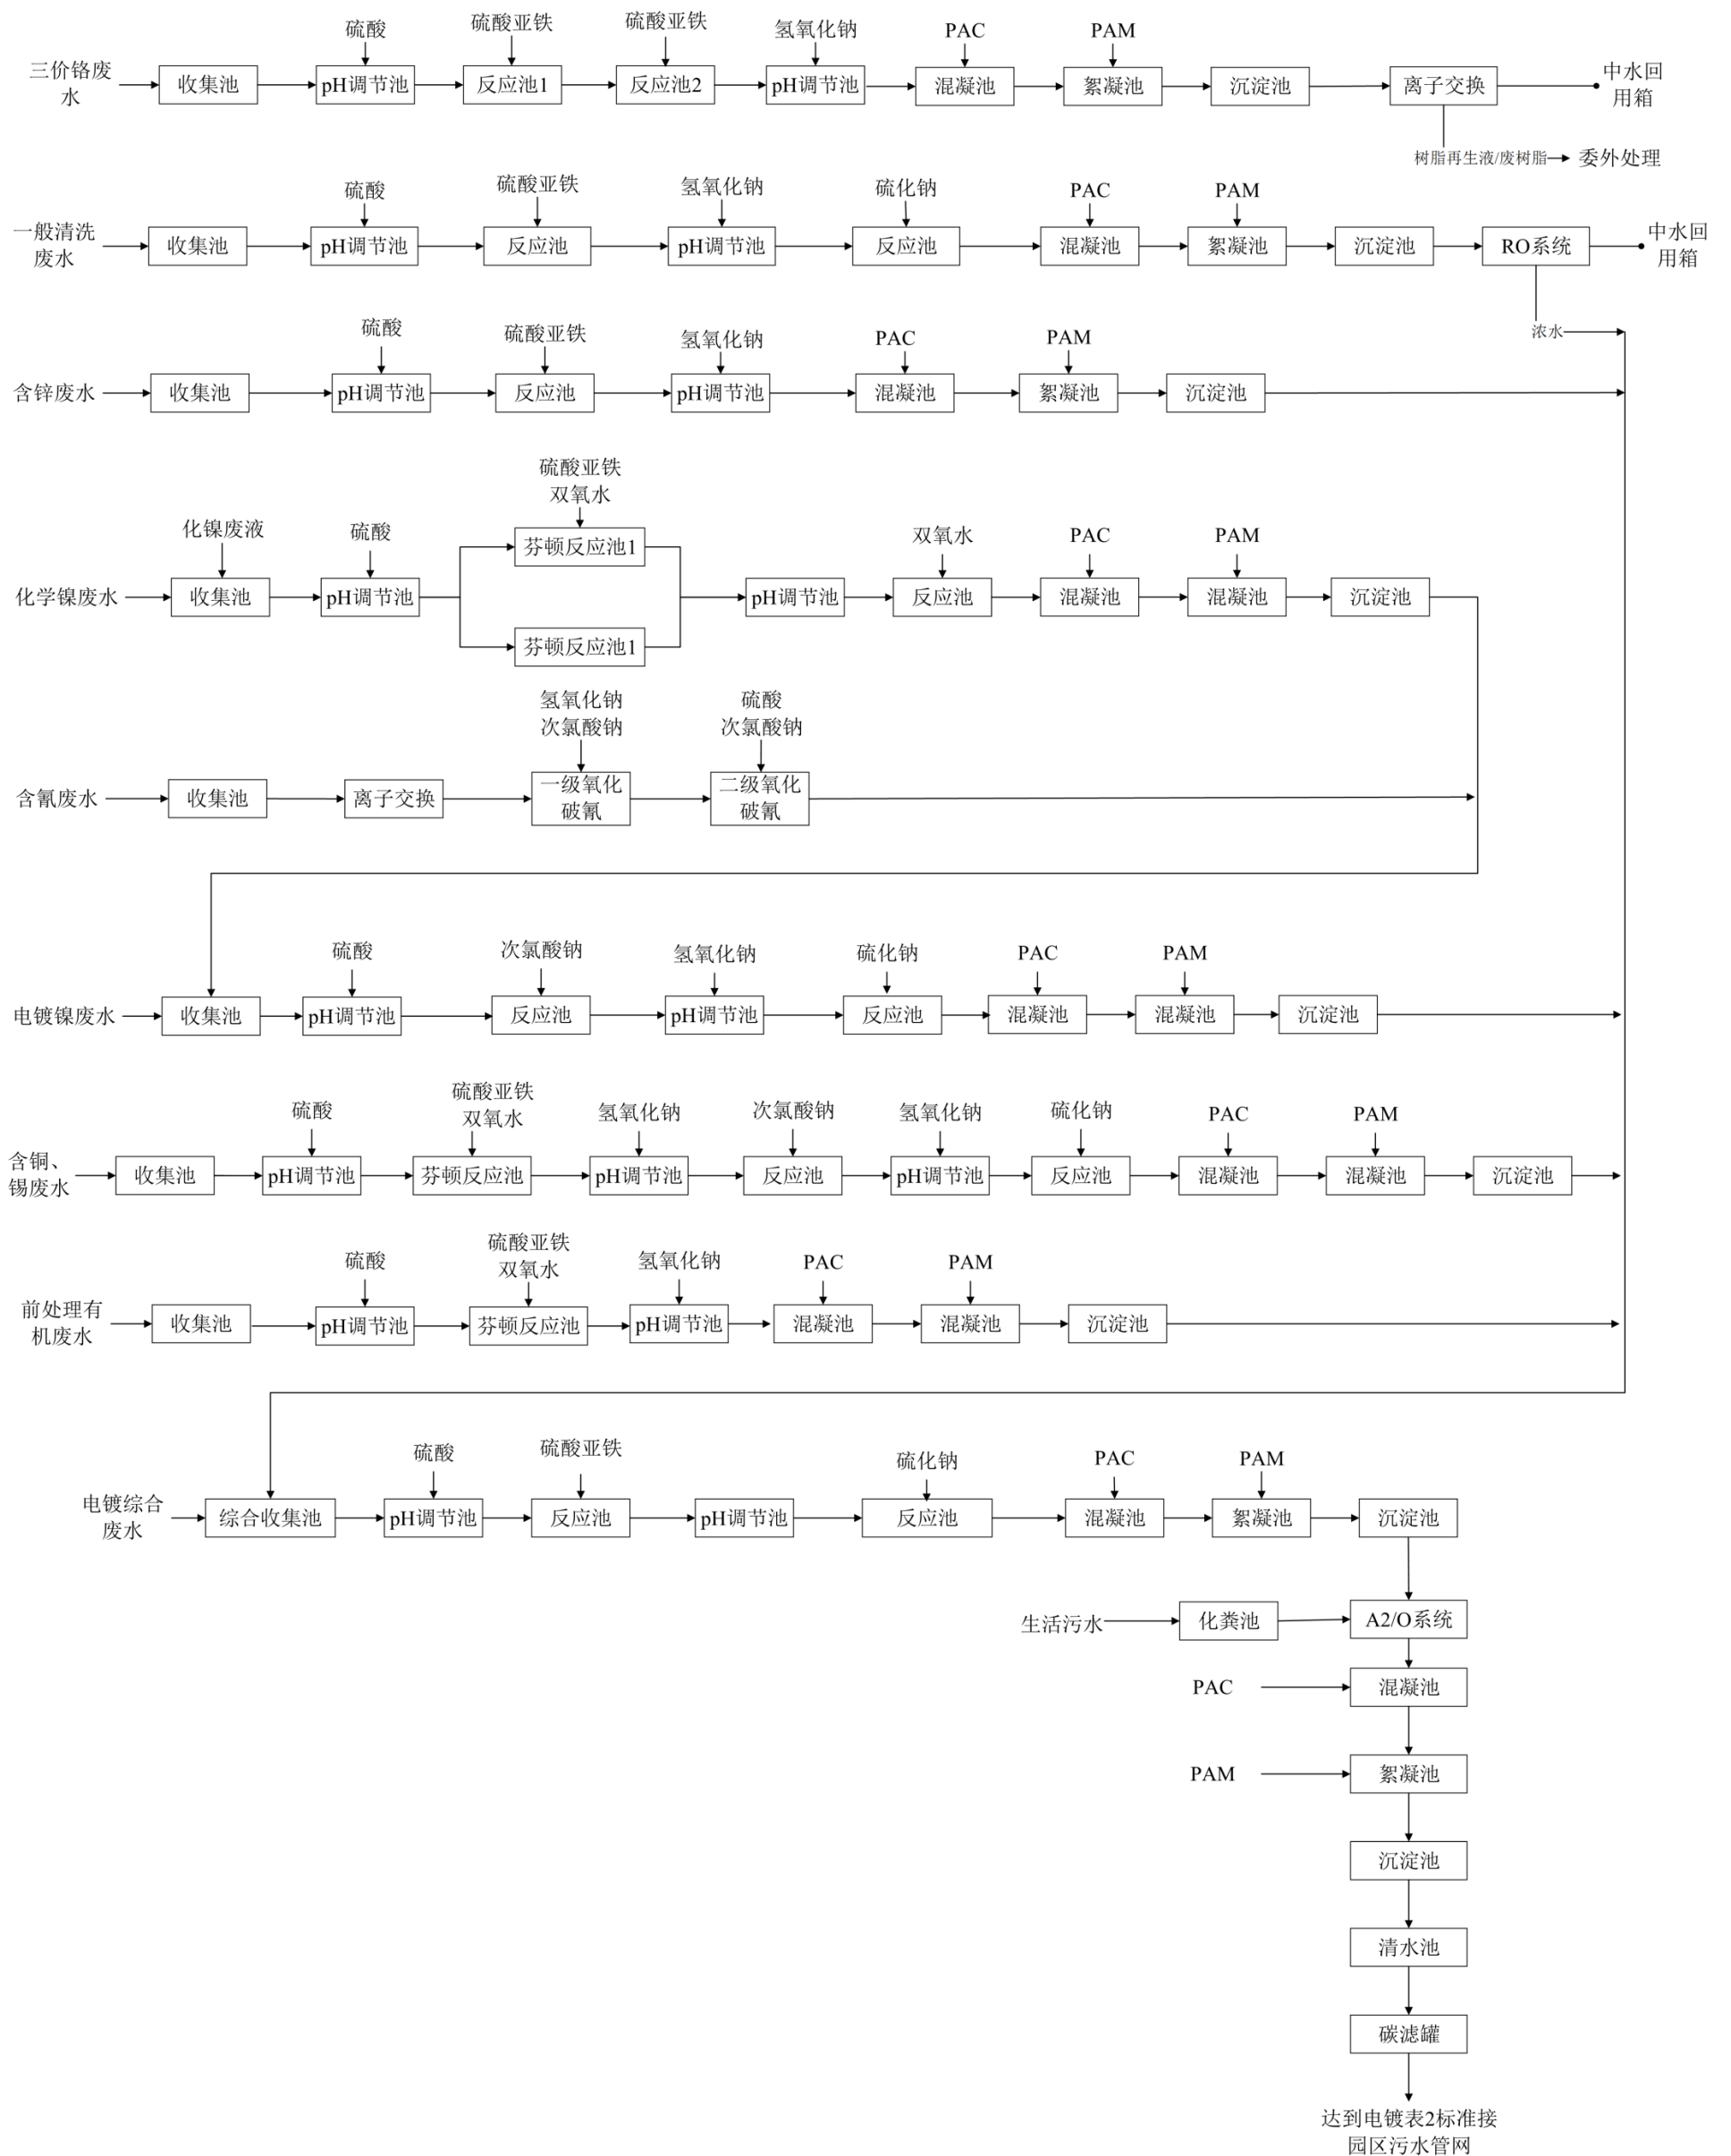 硫酸
硫酸亚铁
硫酸亚铁
氢氧化钠
PAC
PAM
三价铬废
水
收集池
pH调节池
反应池1
反应池2
pH调节池
混凝池
絮凝池
沉淀池
离子交换
中水回
用箱
树脂再生液/废树脂
委外处理
硫酸
硫酸亚铁
氢氧化钠
硫化钠
PAC
PAM
一般清洗
废水
收集池
pH调节池
反应池
pH调节池
反应池
混凝池
絮凝池
沉淀池
RO系统
中水回
用箱
浓水
硫酸
硫酸亚铁
氢氧化钠
PAC
PAM
含锌废水
收集池
pH调节池
反应池
pH调节池
混凝池
絮凝池
沉淀池
硫酸亚铁
双氧水
化镍废液
硫酸
芬顿反应池1
双氧水
PAC
PAM
化学镍废水
收集池
pH调节池
pH调节池
反应池
混凝池
混凝池
沉淀池
芬顿反应池1
氢氧化钠
次氯酸钠
硫酸
次氯酸钠
含氰废水
收集池
离子交换
一级氧化
破氰
二级氧化
破氰
硫酸
次氯酸钠
氢氧化钠
硫化钠
PAC
PAM
电镀镍废水
收集池
pH调节池
反应池
pH调节池
反应池
混凝池
混凝池
沉淀池
硫酸
硫酸亚铁
双氧水
氢氧化钠
次氯酸钠
氢氧化钠
硫化钠
PAC
PAM
含铜、
锡废水
收集池
pH调节池
芬顿反应池
pH调节池
反应池
pH调节池
反应池
混凝池
混凝池
沉淀池
硫酸
硫酸亚铁
双氧水
氢氧化钠
PAC
PAM
前处理有
机废水
收集池
pH调节池
芬顿反应池
pH调节池
混凝池
混凝池
沉淀池
硫酸
硫酸亚铁
硫化钠
PAC
PAM
电镀综合
废水
综合收集池
pH调节池
反应池
pH调节池
反应池
混凝池
絮凝池
沉淀池
生活污水
化粪池
A2/O系统
PAC
混凝池
PAM
絮凝池
沉淀池
清水池
碳滤罐
达到电镀表2标准接
园区污水管网